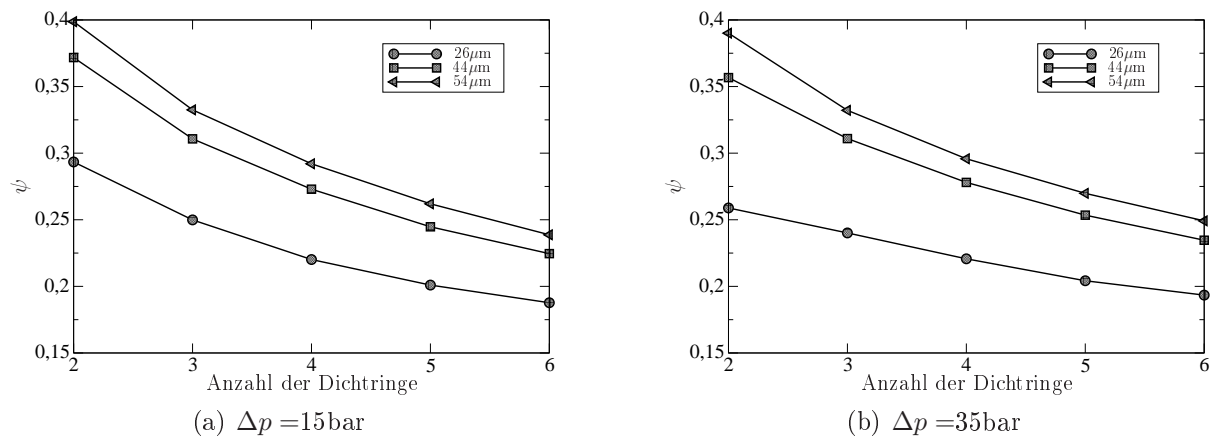 0,4
0,35
0,3
0,25
0,2
0,15
ψ
26μm
44μm
54μm
2 3 4 5 6
Anzahl der Dichtringe
(a) Δp =15bar
0,4
0,35
0,3
0,25
0,2
0,15
ψ
26μm
44μm
54μm
2 3 4 5 6
Anzahl der Dichtringe
(b) Δp =35bar